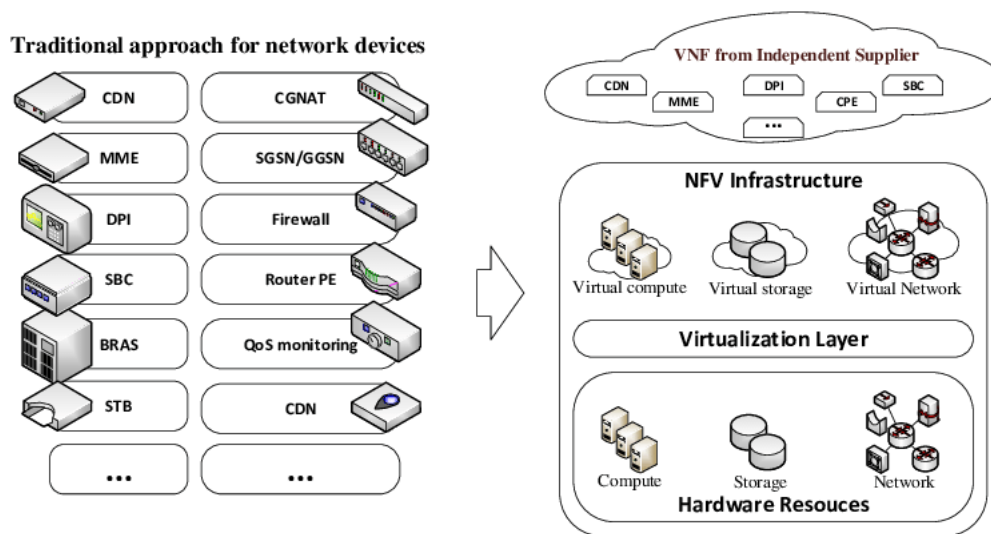 Traditional approach for network devices
CDN
CGNAT
MME
SGSN/GGSN
DPI
Firewall
SBC
Router PE
BRAS
QoS monitoring
STB
CDN
...
...
VNF from Independent Supplier
CDN
MME
DPI
CPE
SBC
...
NFV Infrastructure
Virtual compute
Virtual storage
Virtual Network
Virtualization Layer
Compute
Storage
Network
Hardware Resouces